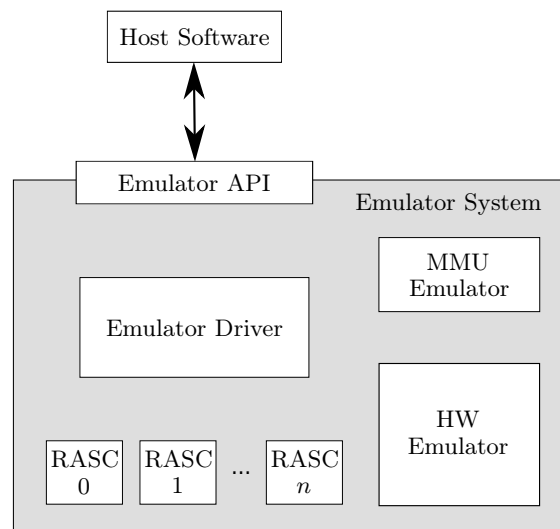 Host Software
Emulator API
Emulator System
MMU
Emulator
Emulator Driver
HW
Emulator
RASC
0
RASC
1
...
RASC
n